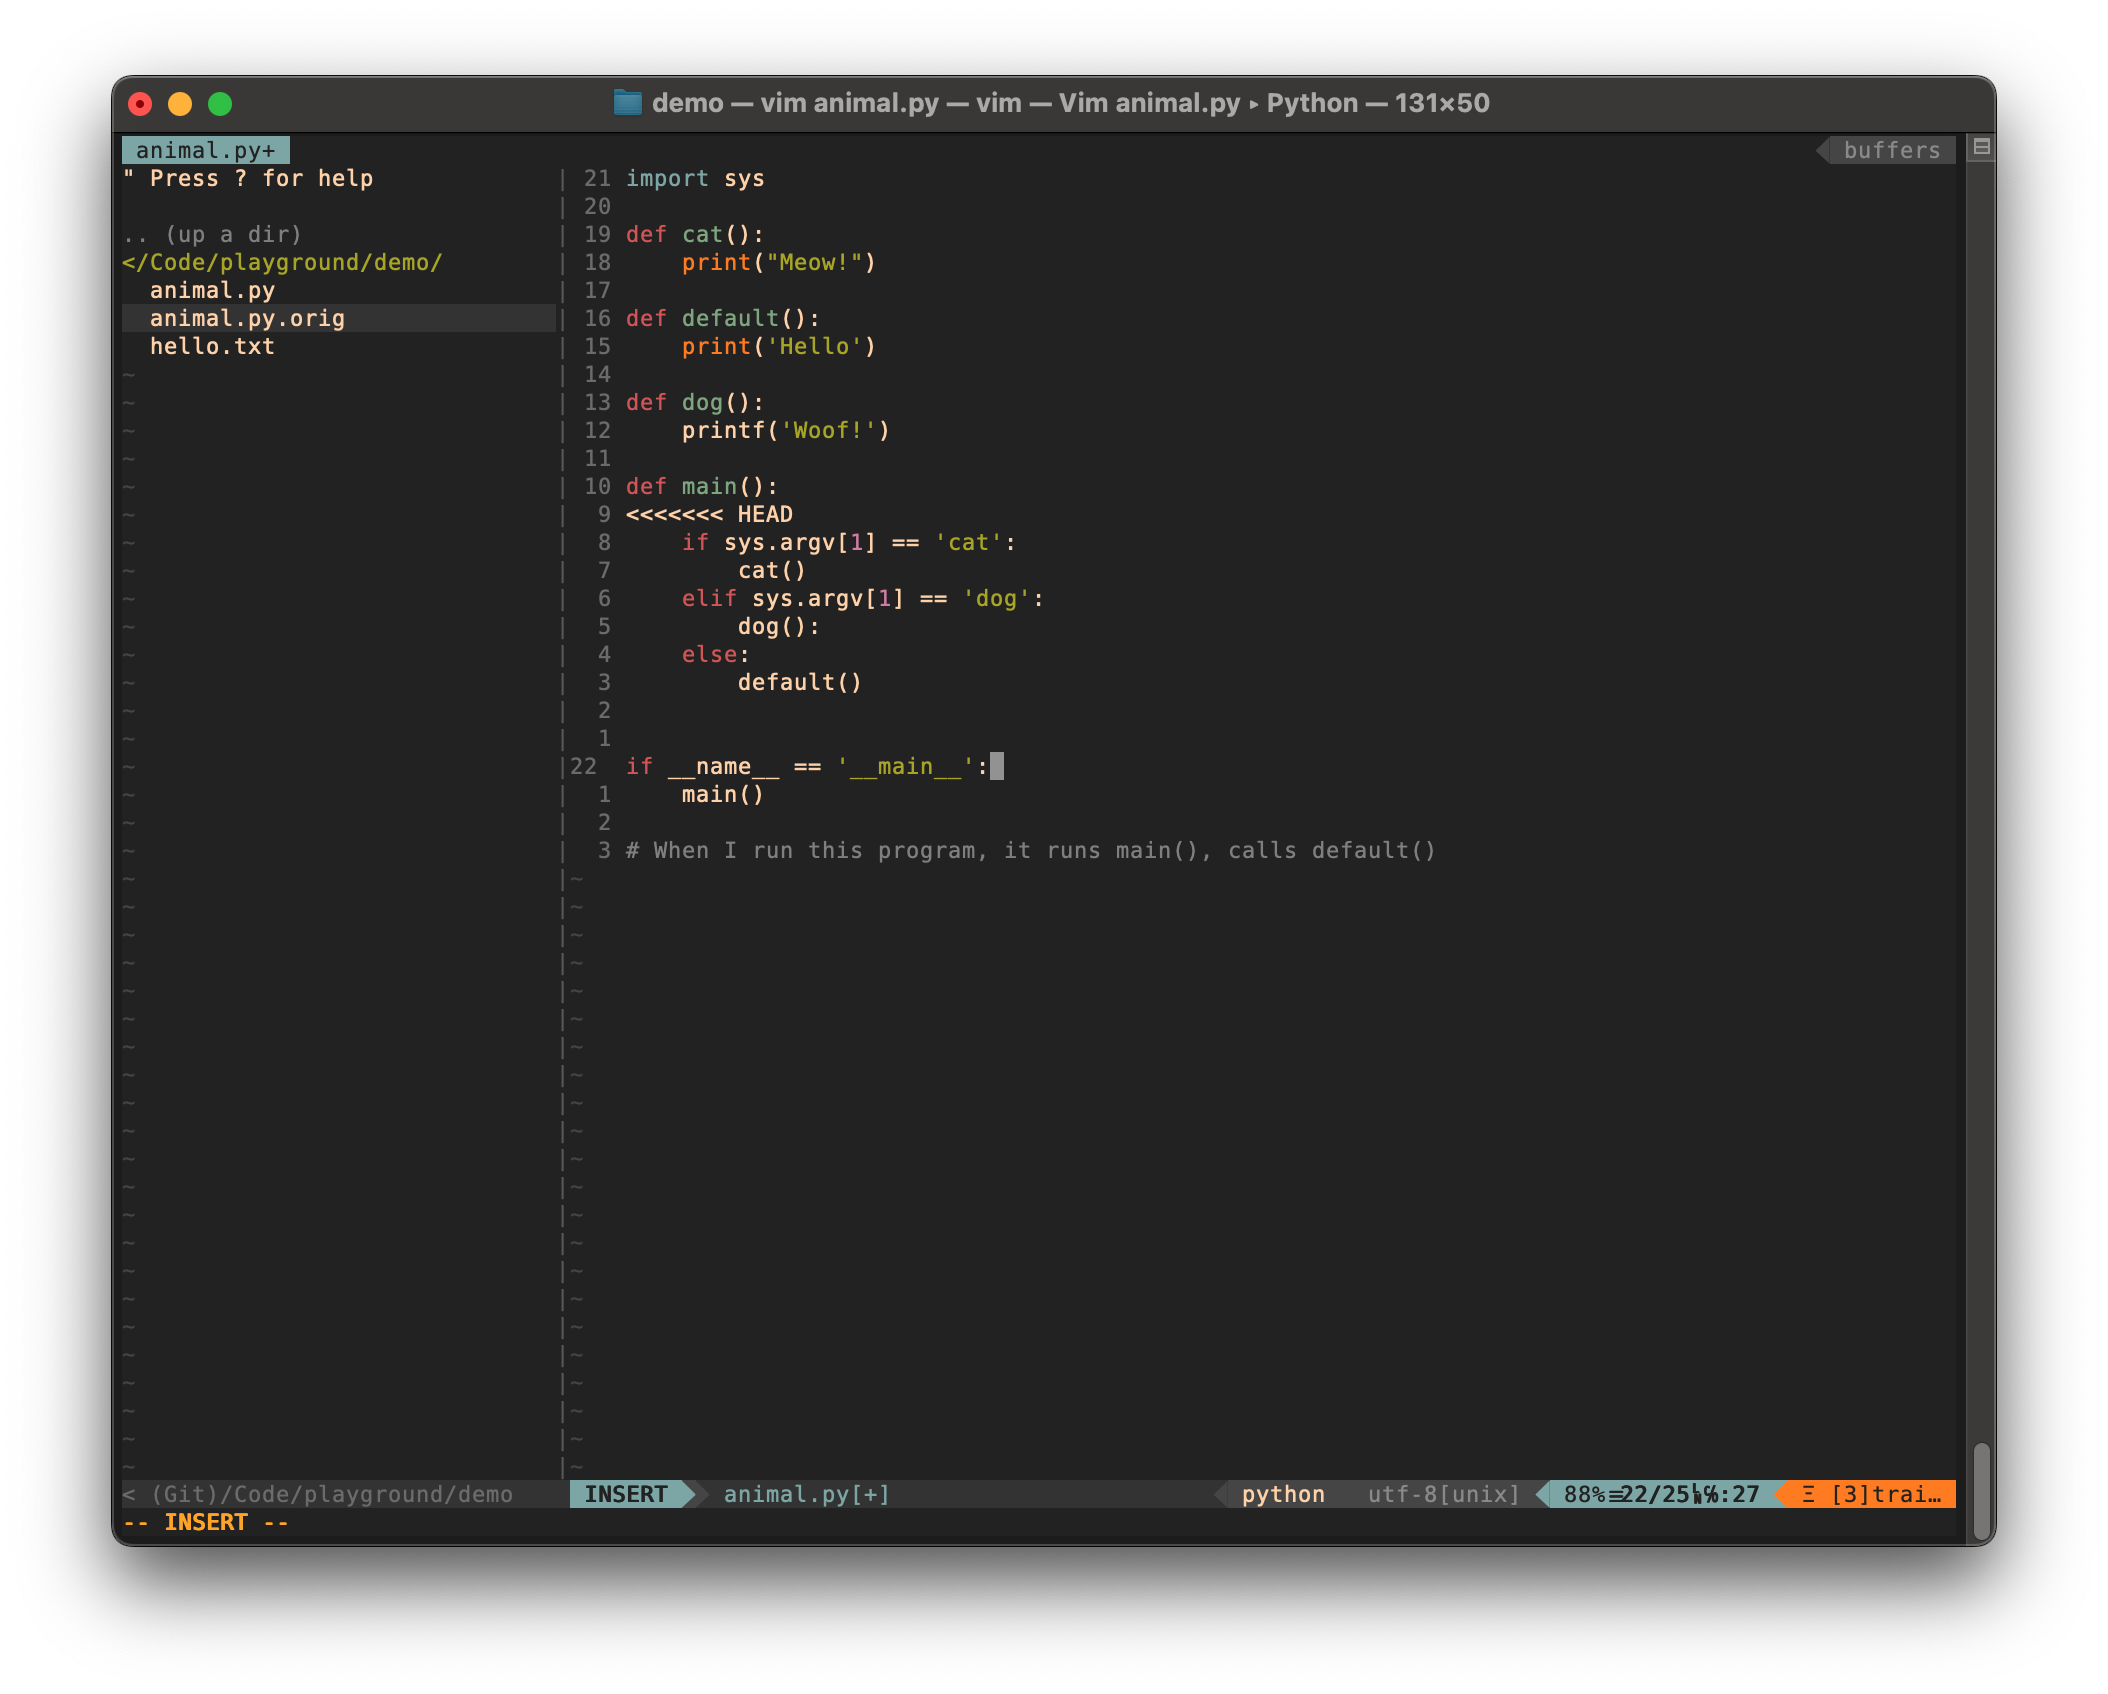 demo — vim animal.py — vim — Vim animal.py ▸ Python — 131×50
animal.py+
buffers
" Press ? for help
.. (up a dir)
</Code/playground/demo/
animal.py
animal.py.orig
hello.txt
21 import sys
20
19 def cat():
18     print("Meow!")
17
16 def default():
15     print('Hello')
14
13 def dog():
12     printf('Woof!')
11
10 def main():
9 <<<<<<< HEAD
8     if sys.argv[1] == 'cat':
7         cat()
6     elif sys.argv[1] == 'dog':
5         dog():
4     else:
3         default()
2
1
22 if __name__ == '__main__':
1     main()
2
3 # When I run this program, it runs main(), calls default()
< (Git)/Code/playground/demo
INSERT
animal.py[+]
python
utf-8[unix]
88%≡22/25㏑℅:27
Ξ [3]trai…
-- INSERT --